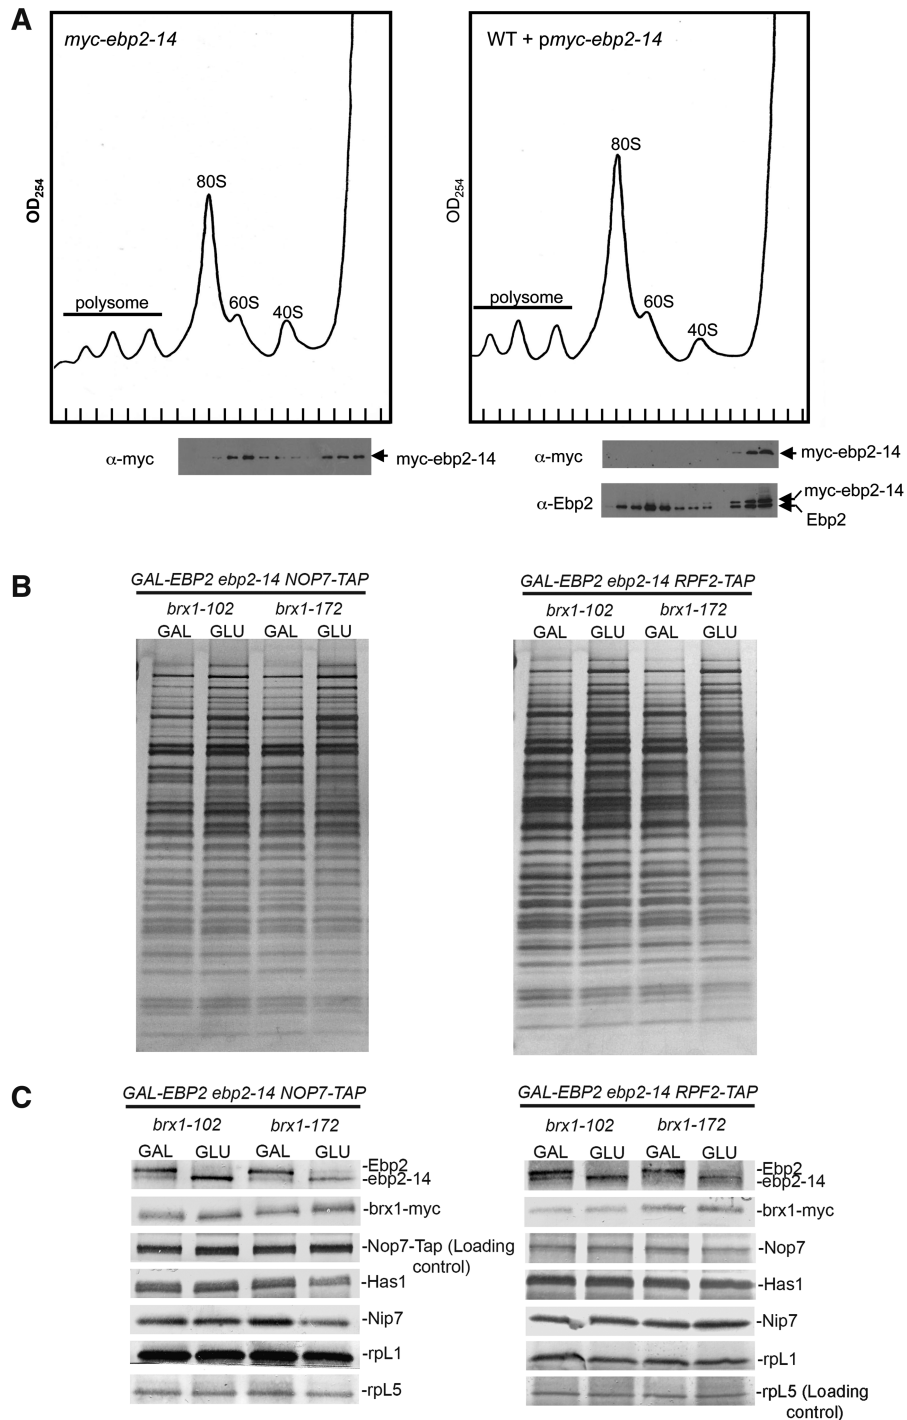 A
myc-ebp2-14
OD254
80S
60S
40S
polysome
α-myc
myc-ebp2-14
WT + pmyc-ebp2-14
OD254
80S
60S
40S
polysome
α-myc
myc-ebp2-14
α-Ebp2
myc-ebp2-14
Ebp2
B
GAL-EBP2 ebp2-14 NOP7-TAP
brx1-102 brx1-172
GAL GLU GAL GLU
GAL-EBP2 ebp2-14 RPF2-TAP
brx1-102 brx1-172
GAL GLU GAL GLU
C
GAL-EBP2 ebp2-14 NOP7-TAP
brx1-102 brx1-172
GAL GLU GAL GLU
-Ebp2
-ebp2-14
-brx1-myc
-Nop7-Tap (Loading
control)
-Has1
-Nip7
-rpL1
-rpL5
GAL-EBP2 ebp2-14 RPF2-TAP
brx1-102 brx1-172
GAL GLU GAL GLU
-Ebp2
-ebp2-14
-brx1-myc
-Nop7
-Has1
-Nip7
-rpL1
-rpL5 (Loading
control)